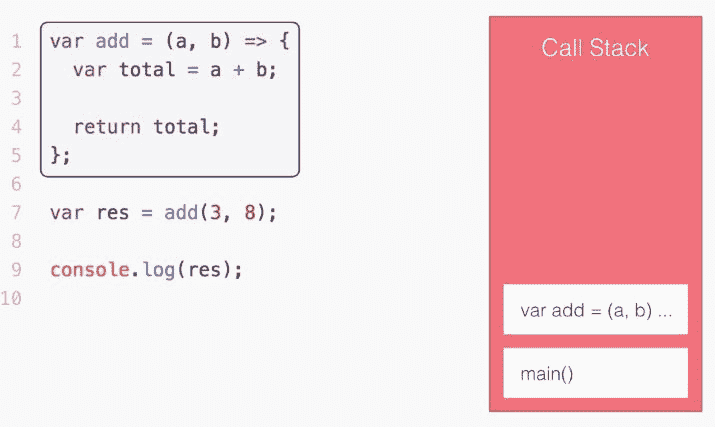 1 var add = (a, b) => {
2   var total = a + b;
3
4   return total;
5 };
6
7 var res = add(3, 8);
8
9 console.log(res);
10
Call Stack
var add = (a, b) ...
main()